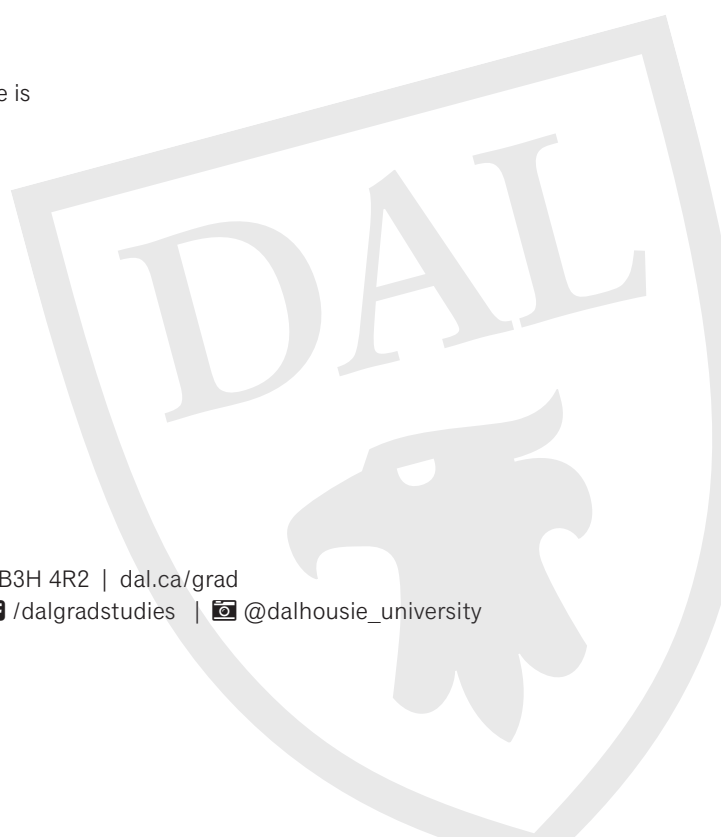 e is
DAL
B3H 4R2 | dal.ca/grad
/dalgradstudies | @dalhousie_university